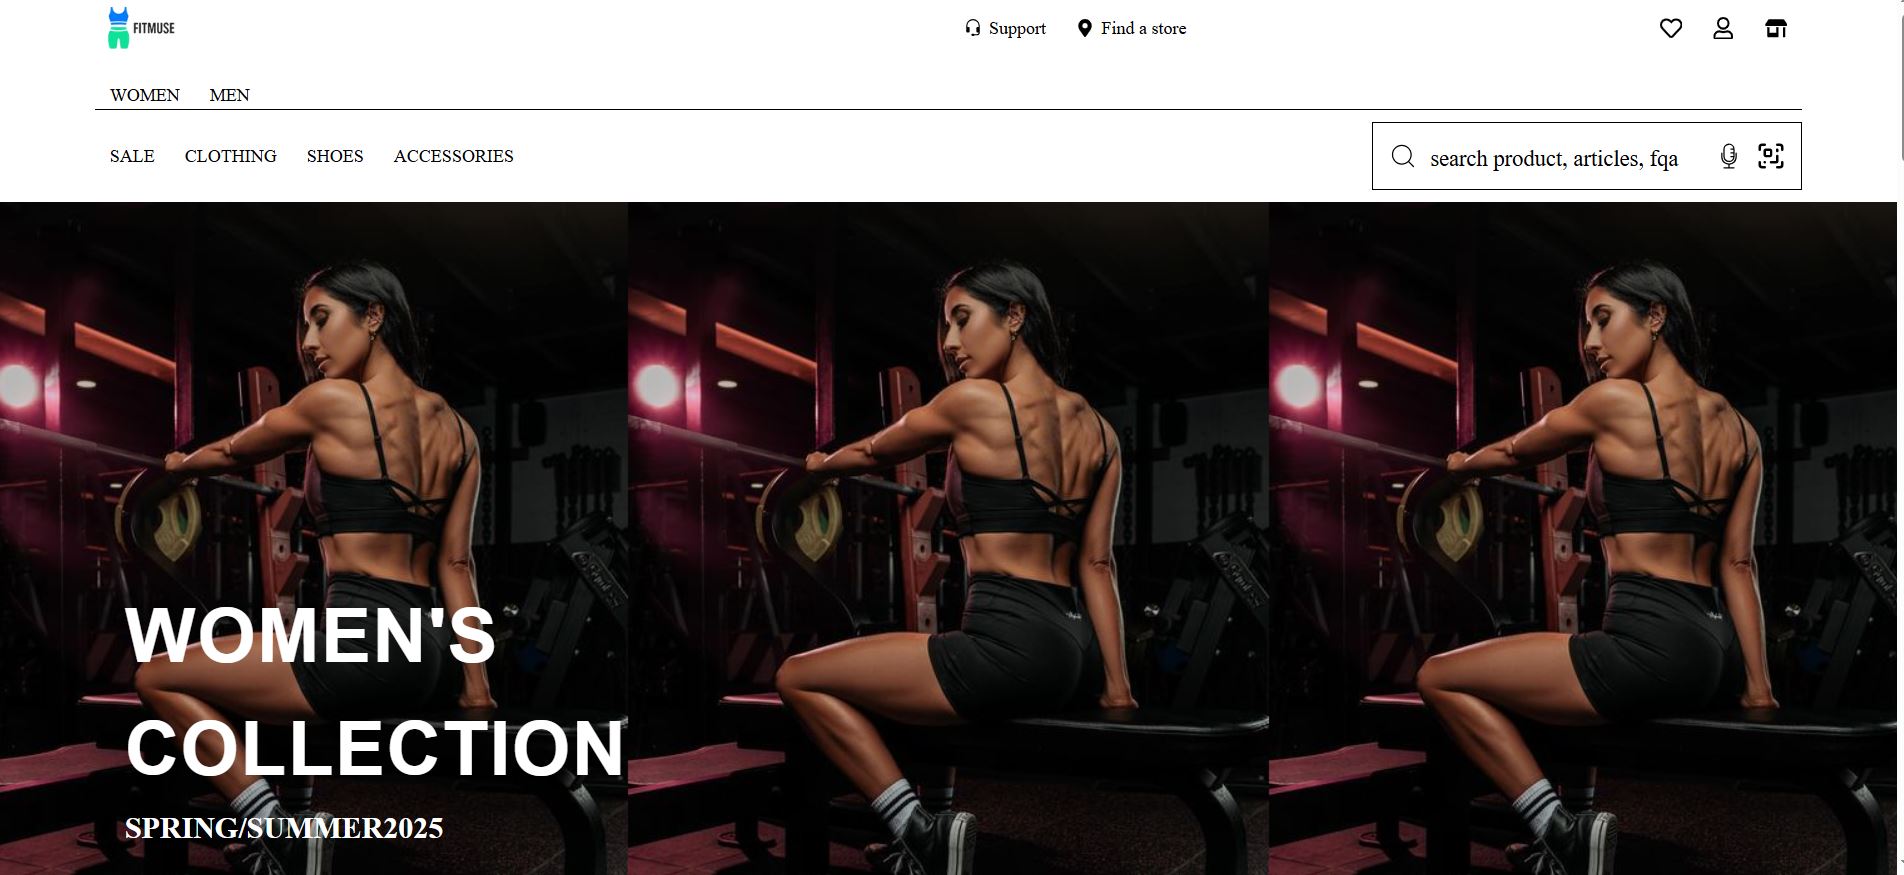 FITMUSE
Support
Find a store
WOMEN
MEN
SALE
CLOTHING
SHOES
ACCESSORIES
search product, articles, fqa
WOMEN'S
COLLECTION
SPRING/SUMMER2025